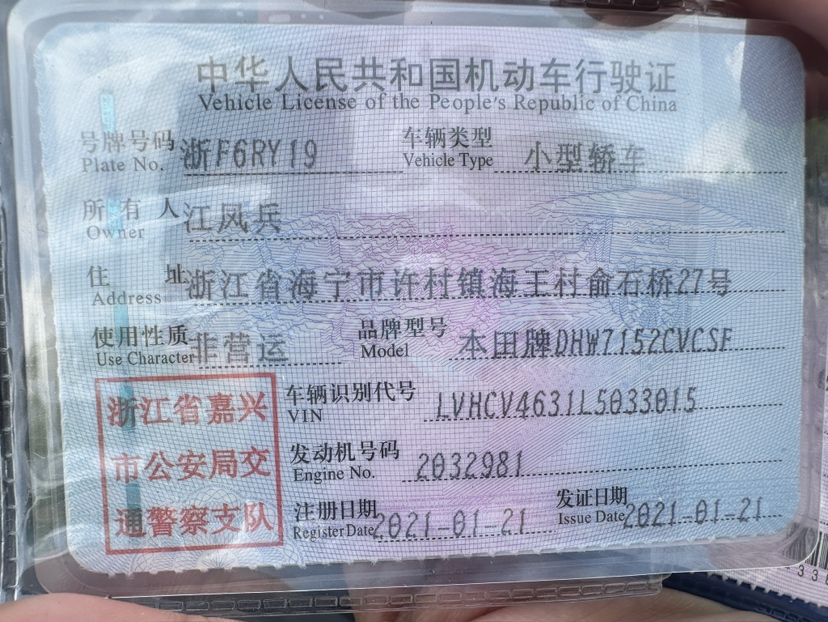 中华人民共和国机动车行驶证
Vehicle License of the People's Republic of China
号牌号码 浙F6RY19 车辆类型 小型轿车
Plate No. Vehicle Type
所有人 江凤兵
Owner
住址 浙江省海宁市许村镇海王村俞石桥27号
Address
使用性质 非营运 品牌型号 本田牌DHW7152CVCSF
Use Character Model
浙江省嘉兴
市公安局交
通警察支队
车辆识别代号 LVHCV4631L5033015
VIN
发动机号码 2032981
Engine No.
注册日期 2021-01-21 发证日期 2021-01-21
Register Date Issue Date
33